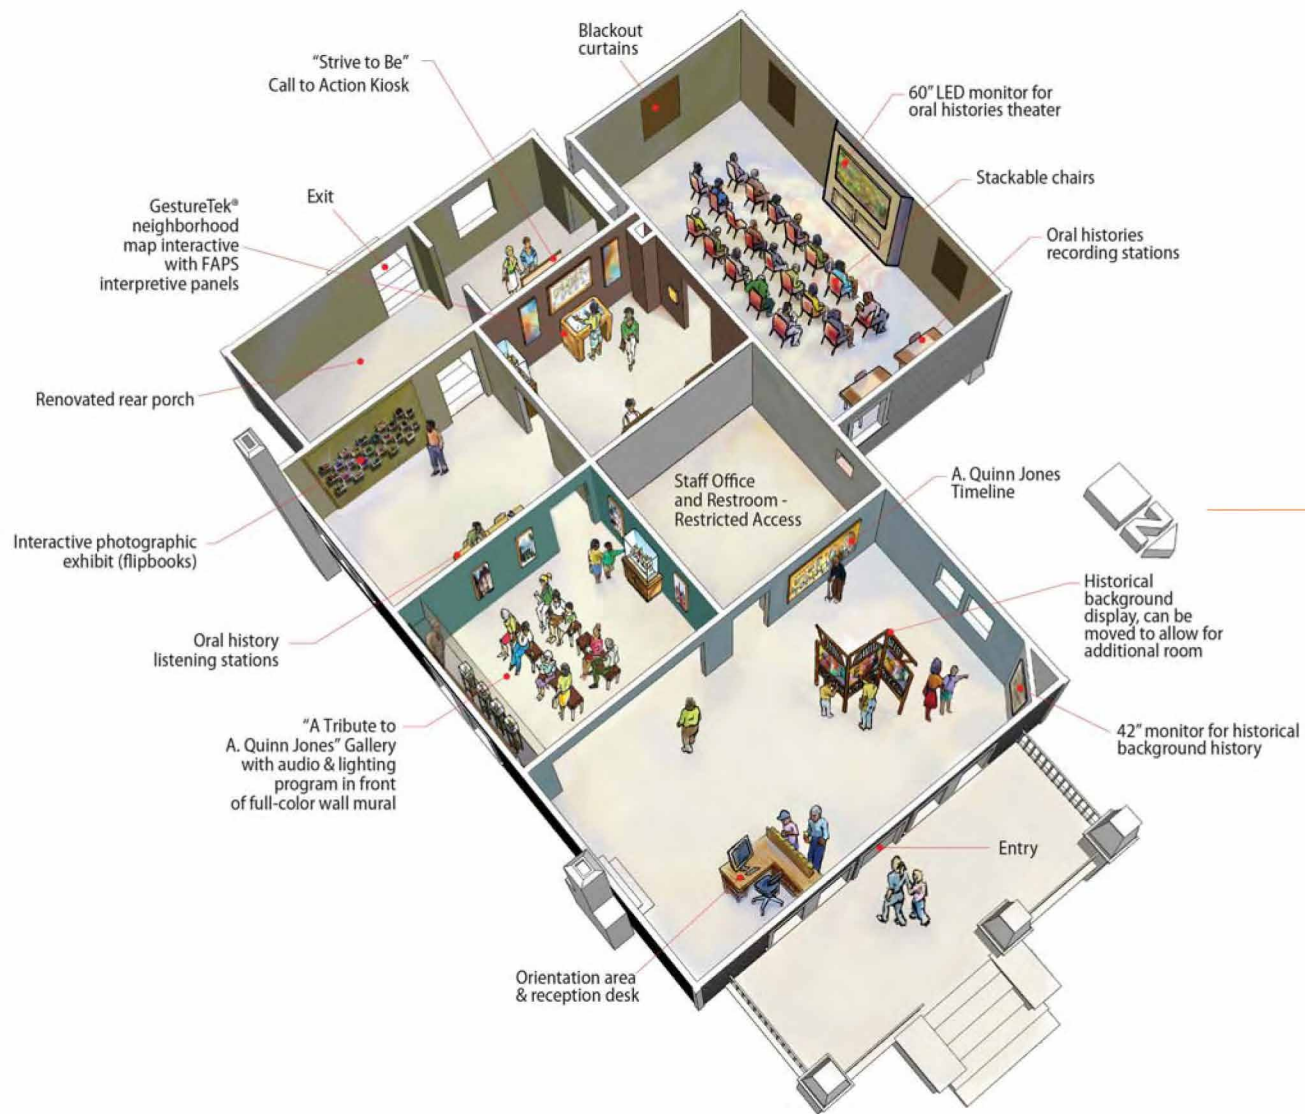 Blackout
curtains
“Strive to Be”
Call to Action Kiosk
60” LED monitor for
oral histories theater
Stackable chairs
Exit
GestureTek®
neighborhood
map interactive
with FAPS
interpretive panels
Oral histories
recording stations
Renovated rear porch
Staff Office
and Restroom -
Restricted Access
A. Quinn Jones
Timeline
N
Interactive photographic
exhibit (flipbooks)
Historical
background
display, can be
moved to allow for
additional room
Oral history
listening stations
“A Tribute to
A. Quinn Jones” Gallery
with audio & lighting
program in front
of full-color wall mural
42” monitor for historical
background history
Entry
Orientation area
& reception desk